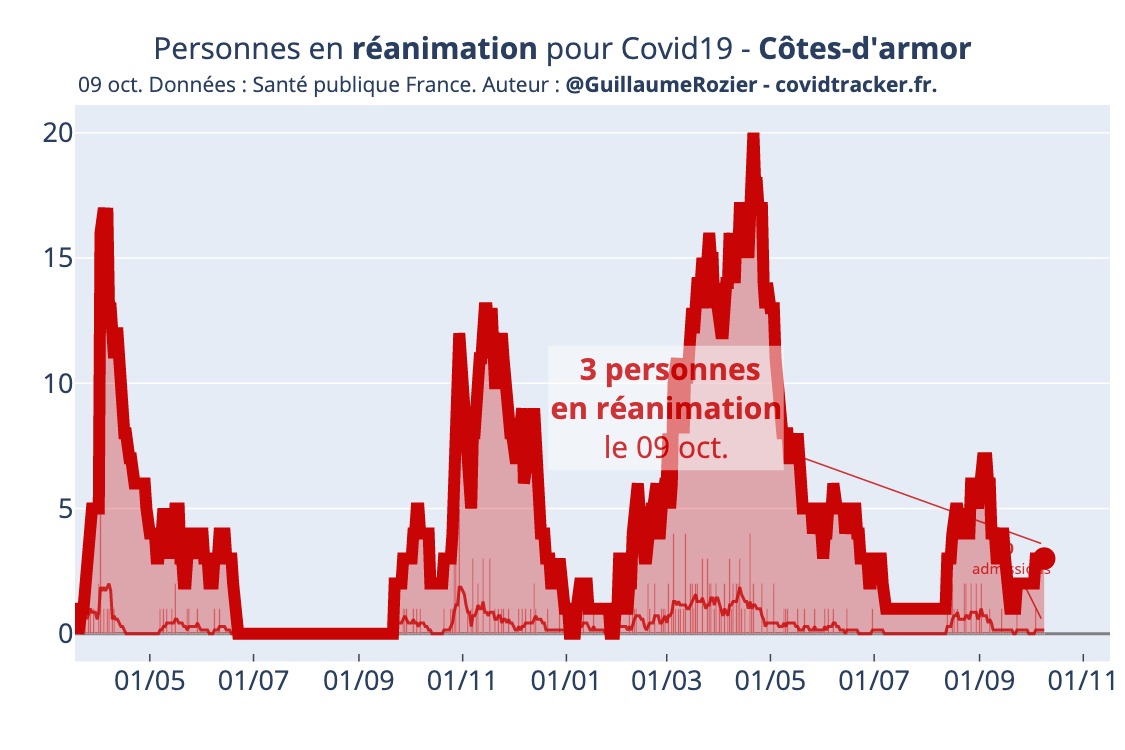 Personnes en réanimation pour Covid19 - Côtes-d'armor
09 oct. Données : Santé publique France. Auteur : @GuillaumeRozier - covidtracker.fr.
20
15
10
5
0
3 personnes
en réanimation
le 09 oct.
admissions
01/05 01/07 01/09 01/11 01/01 01/03 01/05 01/07 01/09 01/11